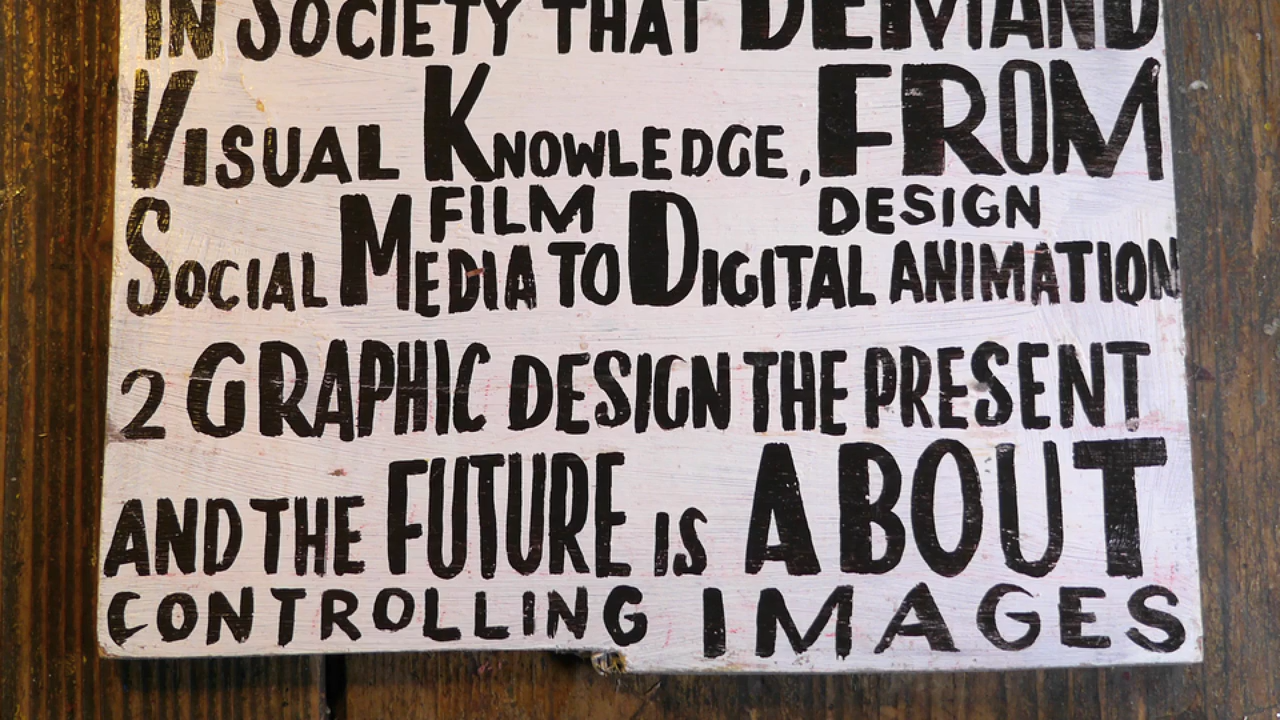 IN SOCIETY THAT DEMAND
VISUAL KNOWLEDGE, FROM
FILM DESIGN
SOCIAL MEDIA TO DIGITAL ANIMATION
2 GRAPHIC DESIGN THE PRESENT
AND THE FUTURE IS ABOUT
CONTROLLING IMAGES